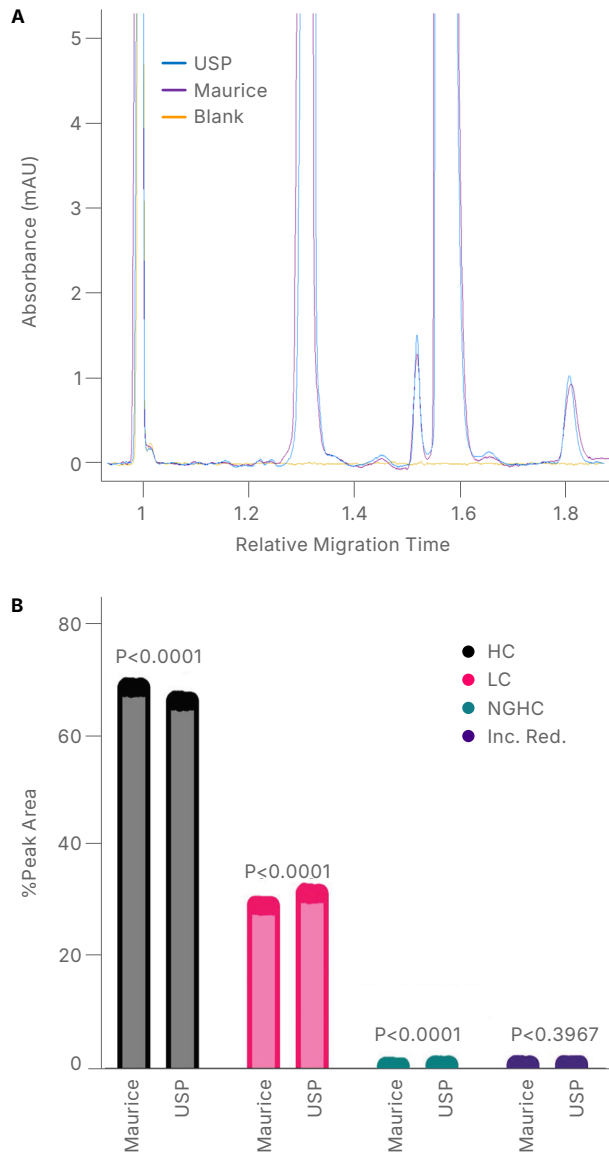 A
5
4
3
2
1
0
Absorbance (mAU)
USP
Maurice
Blank
1
1.2
1.4
1.6
1.8
Relative Migration Time
B
80
60
40
20
0
%Peak Area
P<0.0001
P<0.0001
P<0.0001
P<0.3967
HC
LC
NGHC
Inc. Red.
Maurice
USP
Maurice
USP
Maurice
USP
Maurice
USP